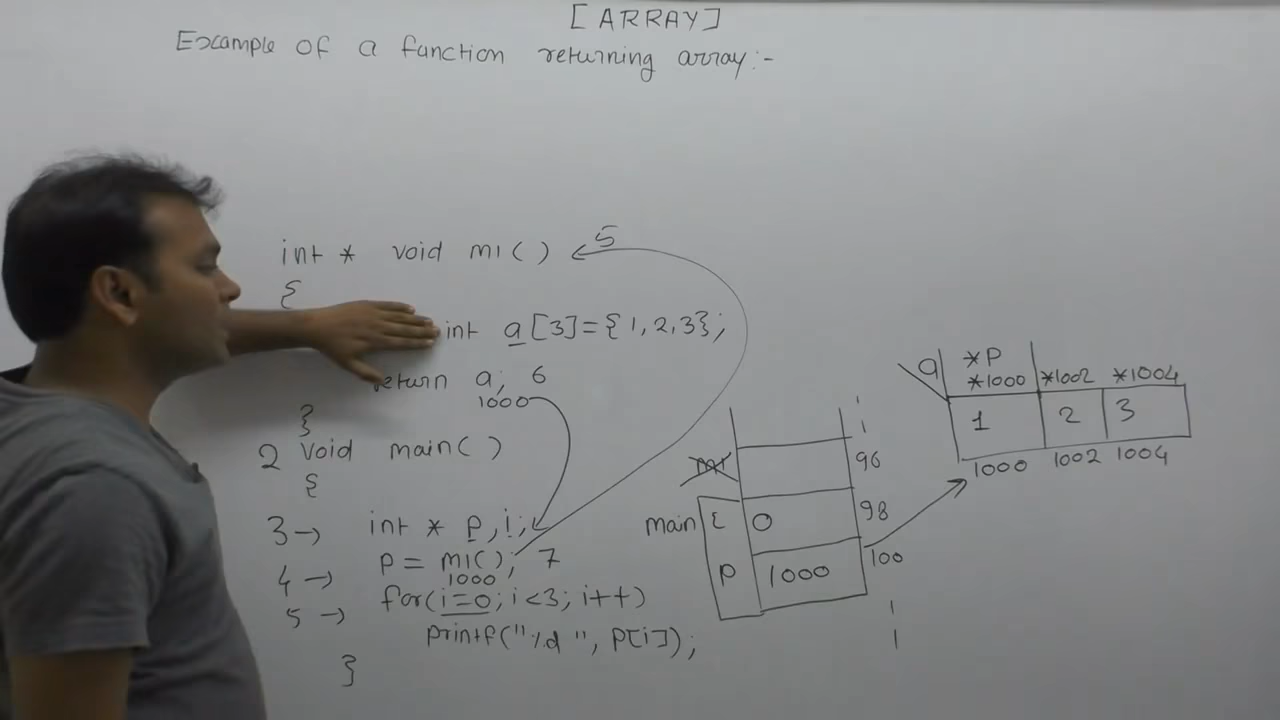 [ARRAY]
Example of a function returning array:-
int * void m1() 5
{
int a[3]={1,2,3};
return a; 6
1000
}
2 void main()
{
3 → int * p,i;
4 → p = m1(); 7
1000
5 → for(i=0;i<3;i++)
printf("%d", p[i]);
}
96
main i 0 98
p 1000 100
a *p
*1000 *1002 *1004
1 2 3
1000 1002 1004